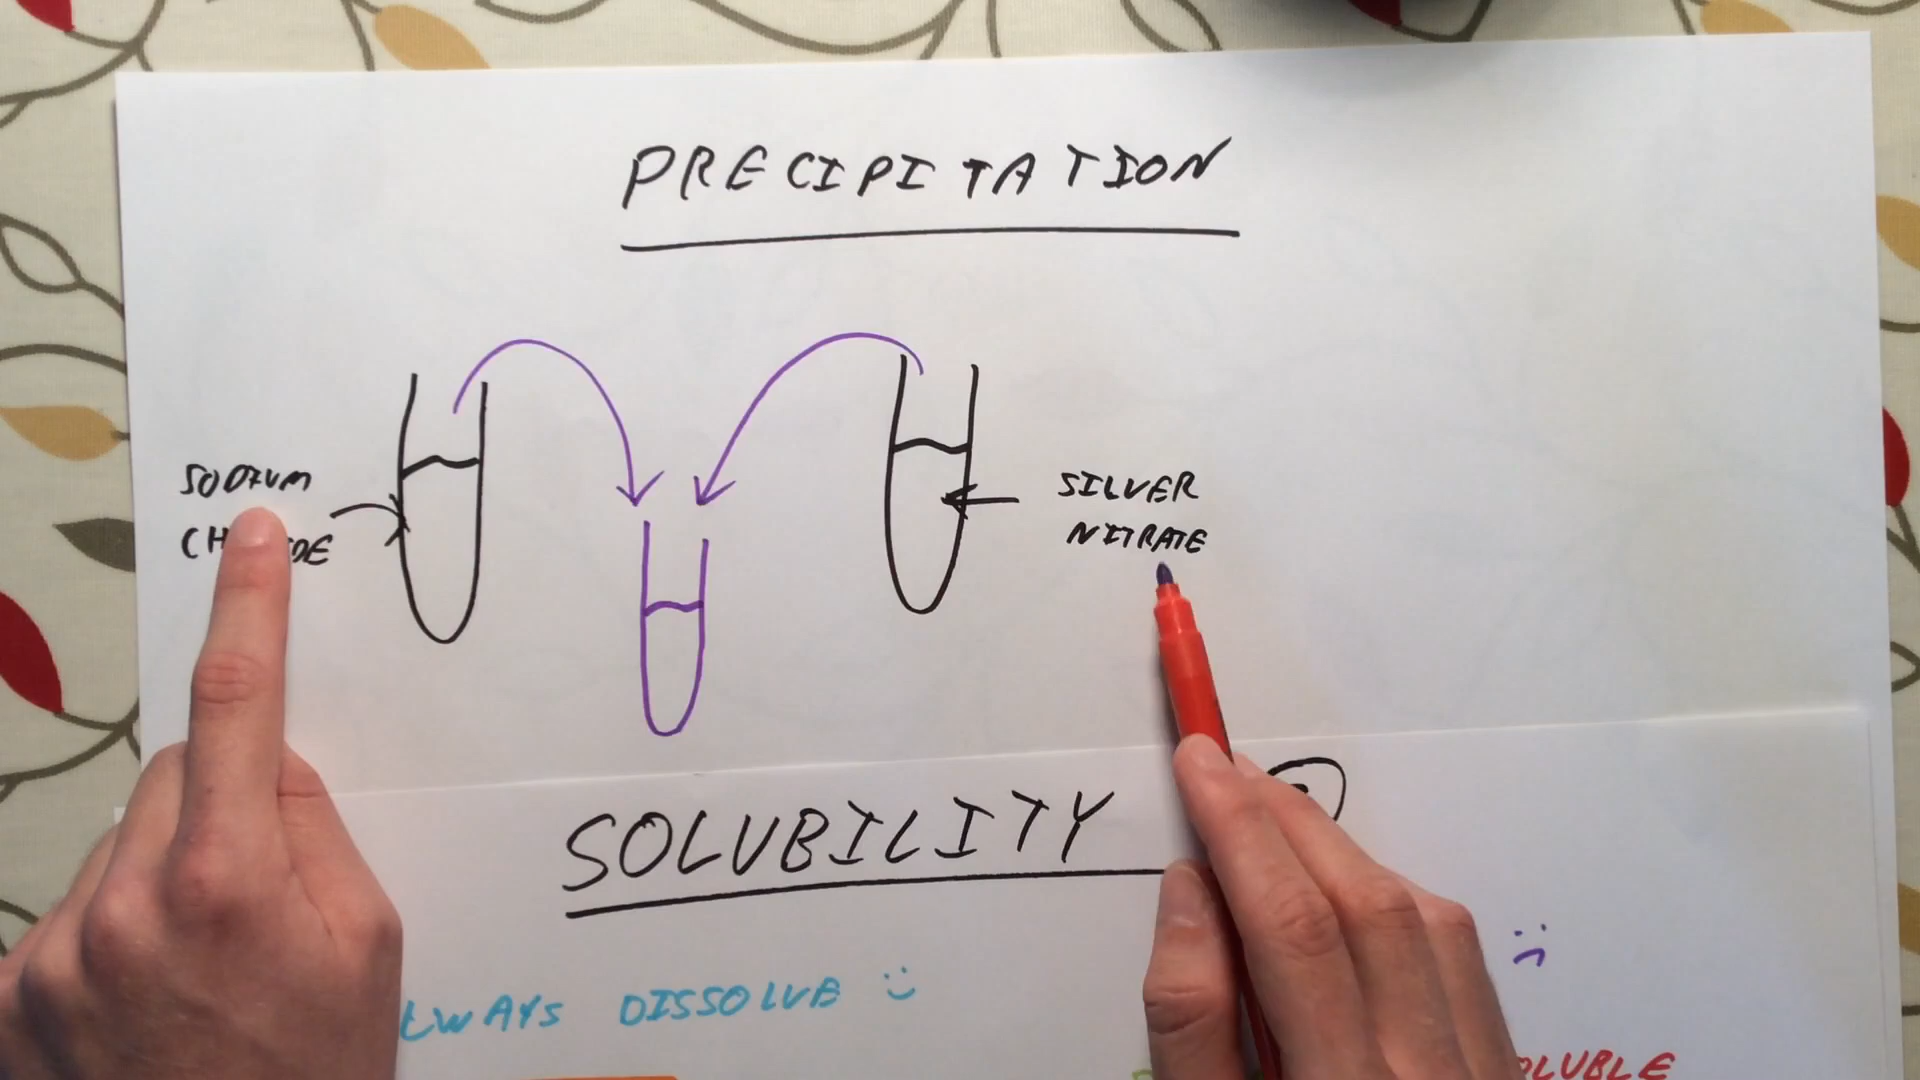 PRECIPITATION
SODIUM
SILVER
NITRATE
SOLUBILITY
DISSOLVE :)
:(